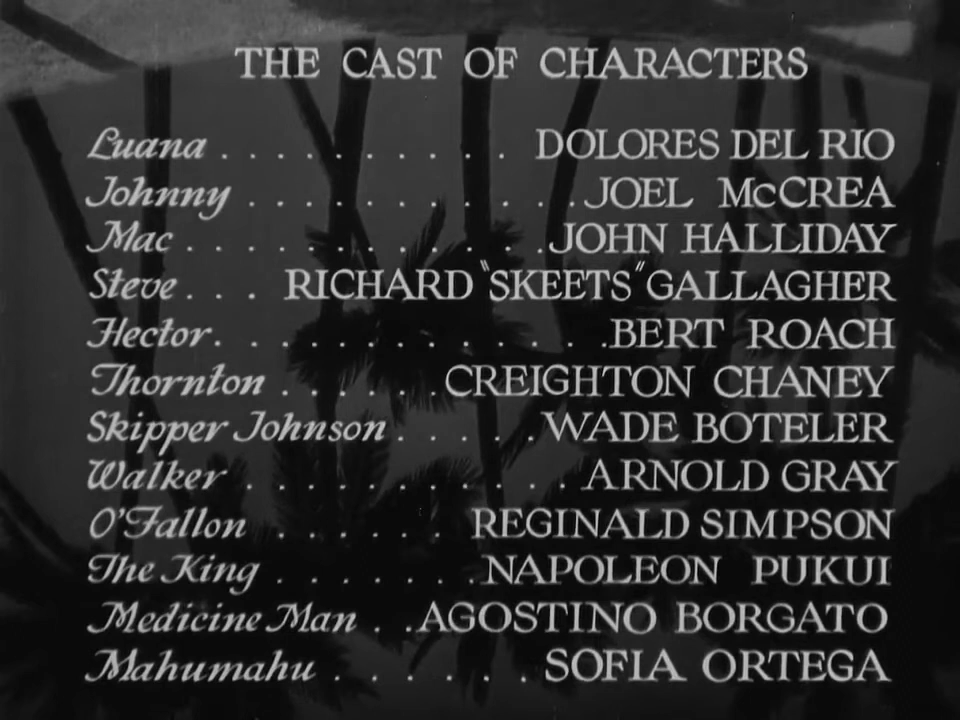 THE CAST OF CHARACTERS
Luana . . . . . . . . . . DOLORES DEL RIO
Johnny . . . . . . . . . . . . JOEL McCREA
Mac . . . . . . . . . . . . . JOHN HALLIDAY
Steve . . . RICHARD "SKEETS" GALLAGHER
Hector. . . . . . . . . . . . . . BERT ROACH
Thornton . . . . . . CREIGHTON CHANEY
Skipper Johnson . . . . . WADE BOTELER
Walker . . . . . . . . . . . ARNOLD GRAY
O'Fallon . . . . . . REGINALD SIMPSON
The King . . . . . . . NAPOLEON PUKUI
Medicine Man . . AGOSTINO BORGATO
Mahumahu . . . . . . SOFIA ORTEGA